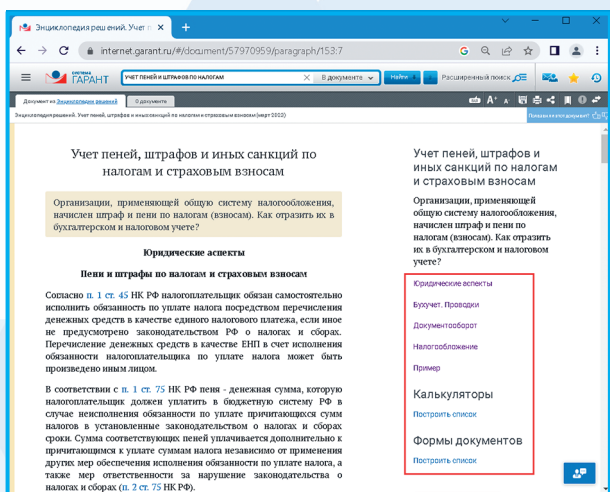 Энциклопедия решений. Учет п
internet.garant.ru/#/document/57970959/paragraph/153:7
СИСТЕМА
ГАРАНТ
УЧЕТ ПЕНЕЙ И ШТРАФОВ ПО НАЛОГАМ
В документе
Найти
Расширенный поиск
Документ из Энциклопедии решений
О документе
Энциклопедия решений. Учет пеней, штрафов и иных санкций по налогам и страховым взносам (март 2023)
Учет пеней, штрафов и иных санкций по
налогам и страховым взносам
Организации, применяющей общую систему налогообложения,
начислен штраф и пени по налогам (взносам). Как отразить их в
бухгалтерском и налоговом учете?
Юридические аспекты
Пени и штрафы по налогам и страховым взносам
Согласно п. 1 ст. 45 НК РФ налогоплательщик обязан самостоятельно
исполнить обязанность по уплате налога посредством перечисления
денежных средств в качестве единого налогового платежа, если иное
не предусмотрено законодательством РФ о налогах и сборах.
Перечисление денежных средств в качестве ЕНП в счет исполнения
обязанности налогоплательщика по уплате налога может быть
произведено иным лицом.
В соответствии с п. 1 ст. 75 НК РФ пеня - денежная сумма, которую
налогоплательщик должен уплатить в бюджетную систему РФ в
случае неисполнения обязанности по уплате причитающихся сумм
налогов в установленные законодательством о налогах и сборах
сроки. Сумма соответствующих пеней уплачивается дополнительно к
причитающимся к уплате суммам налога независимо от применения
других мер обеспечения исполнения обязанности по уплате налога, а
также мер ответственности за нарушение законодательства о
налогах и сборах (п. 2 ст. 75 НК РФ).
Учет пеней, штрафов и
иных санкций по налогам
и страховым взносам
Организации, применяющей
общую систему налогообложения,
начислен штраф и пени по
налогам (взносам). Как отразить
их в бухгалтерском и налоговом
учете?
Юридические аспекты
Бухучет. Проводки
Документооборот
Налогообложение
Пример
Калькуляторы
Построить список
Формы документов
Построить список